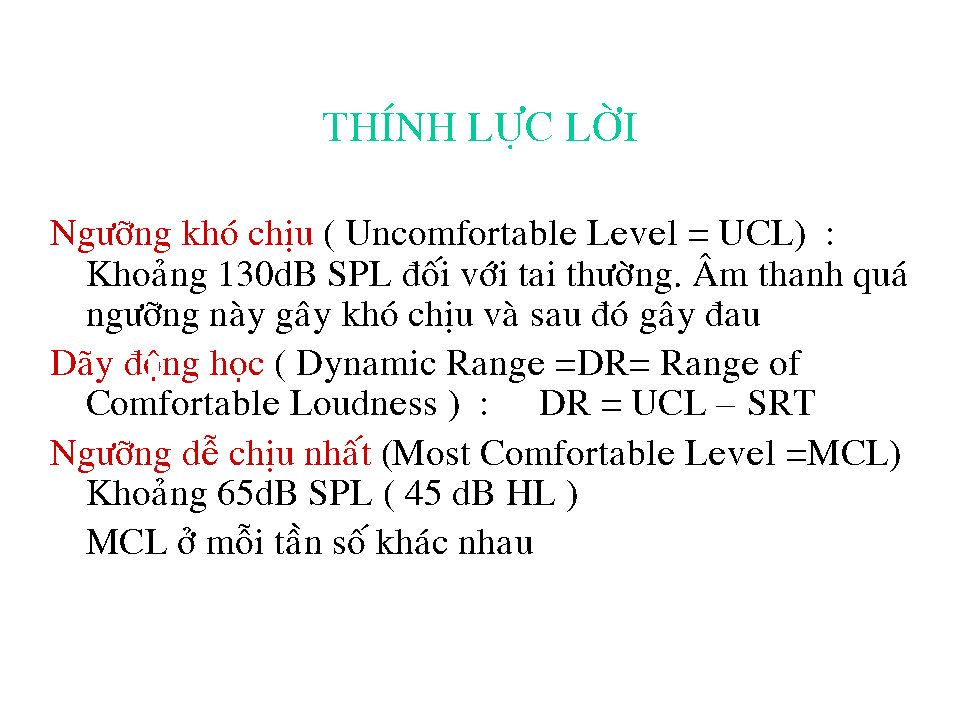 THÍNH LỰC LỜI
Ngưỡng khó chịu ( Uncomfortable Level = UCL) :
Khoảng 130dB SPL đối với tai thường. Âm thanh quá
ngưỡng này gây khó chịu và sau đó gây đau
Dãy động học ( Dynamic Range =DR= Range of
Comfortable Loudness ) : DR = UCL – SRT
Ngưỡng dễ chịu nhất (Most Comfortable Level =MCL)
Khoảng 65dB SPL ( 45 dB HL )
MCL ở mỗi tần số khác nhau